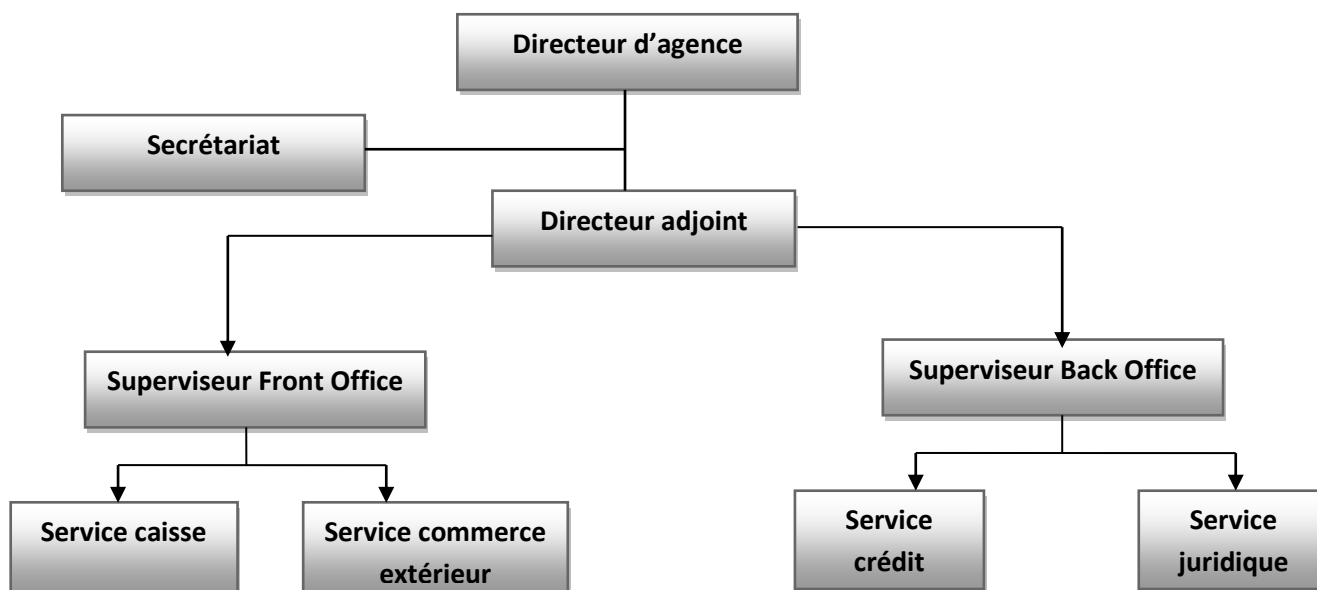 Directeur d’agence
Secrétariat
Directeur adjoint
Superviseur Front Office
Superviseur Back Office
Service caisse
Service commerce
extérieur
Service
crédit
Service
juridique